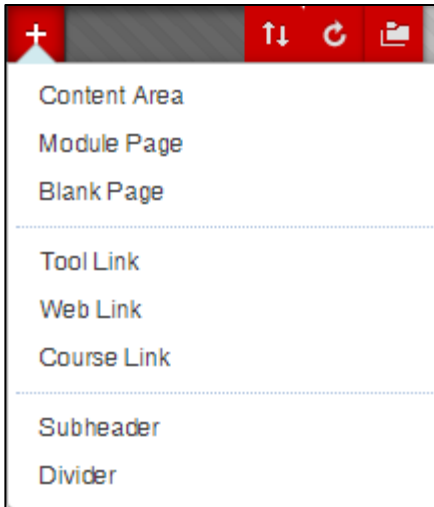 Content Area
Module Page
Blank Page
Tool Link
Web Link
Course Link
Subheader
Divider